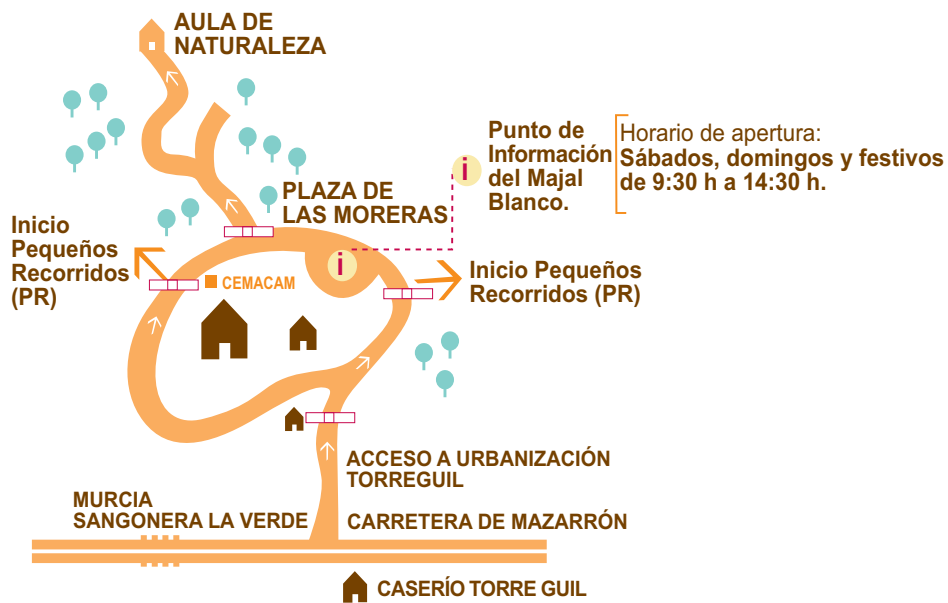 AULA DE
NATURALEZA
Punto de
Información
del Majal
Blanco.
i
Horario de apertura:
Sábados, domingos y festivos
de 9:30 h a 14:30 h.
PLAZA DE
LAS MORERAS
Inicio
Pequeños
Recorridos
(PR)
i
CEMACAM
Inicio Pequeños
Recorridos (PR)
ACCESO A URBANIZACIÓN
TORREGUIL
MURCIA
SANGONERA LA VERDE
CARRETERA DE MAZARRÓN
CASERÍO TORRE GUIL